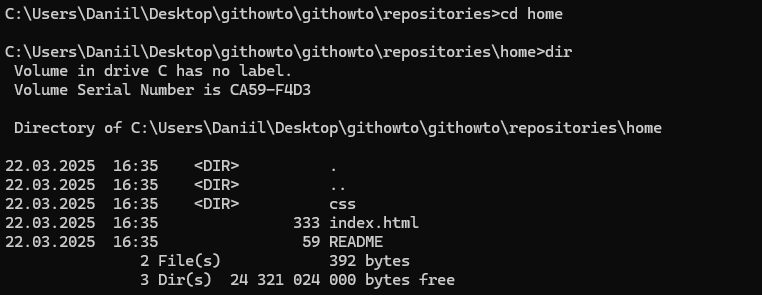 C:\Users\Daniil\Desktop\githowto\githowto\repositories>cd home
C:\Users\Daniil\Desktop\githowto\githowto\repositories\home>dir
Volume in drive C has no label.
Volume Serial Number is CA59-F4D3
Directory of C:\Users\Daniil\Desktop\githowto\githowto\repositories\home
22.03.2025  16:35    <DIR>          .
22.03.2025  16:35    <DIR>          ..
22.03.2025  16:35    <DIR>          css
22.03.2025  16:35               333 index.html
22.03.2025  16:35                59 README
2 File(s)            392 bytes
3 Dir(s)  24 321 024 000 bytes free